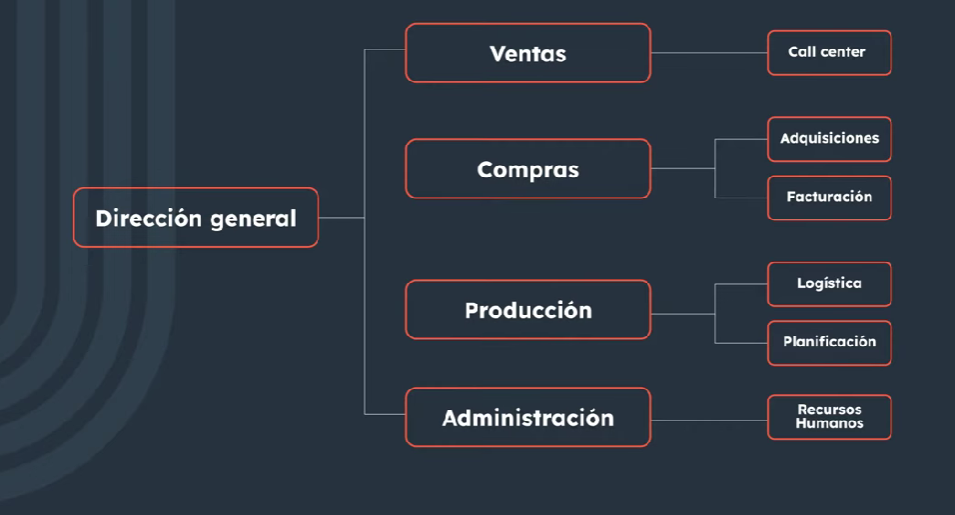 Dirección general
Ventas
Call center
Compras
Adquisiciones
Facturación
Producción
Logística
Planificación
Administración
Recursos
Humanos